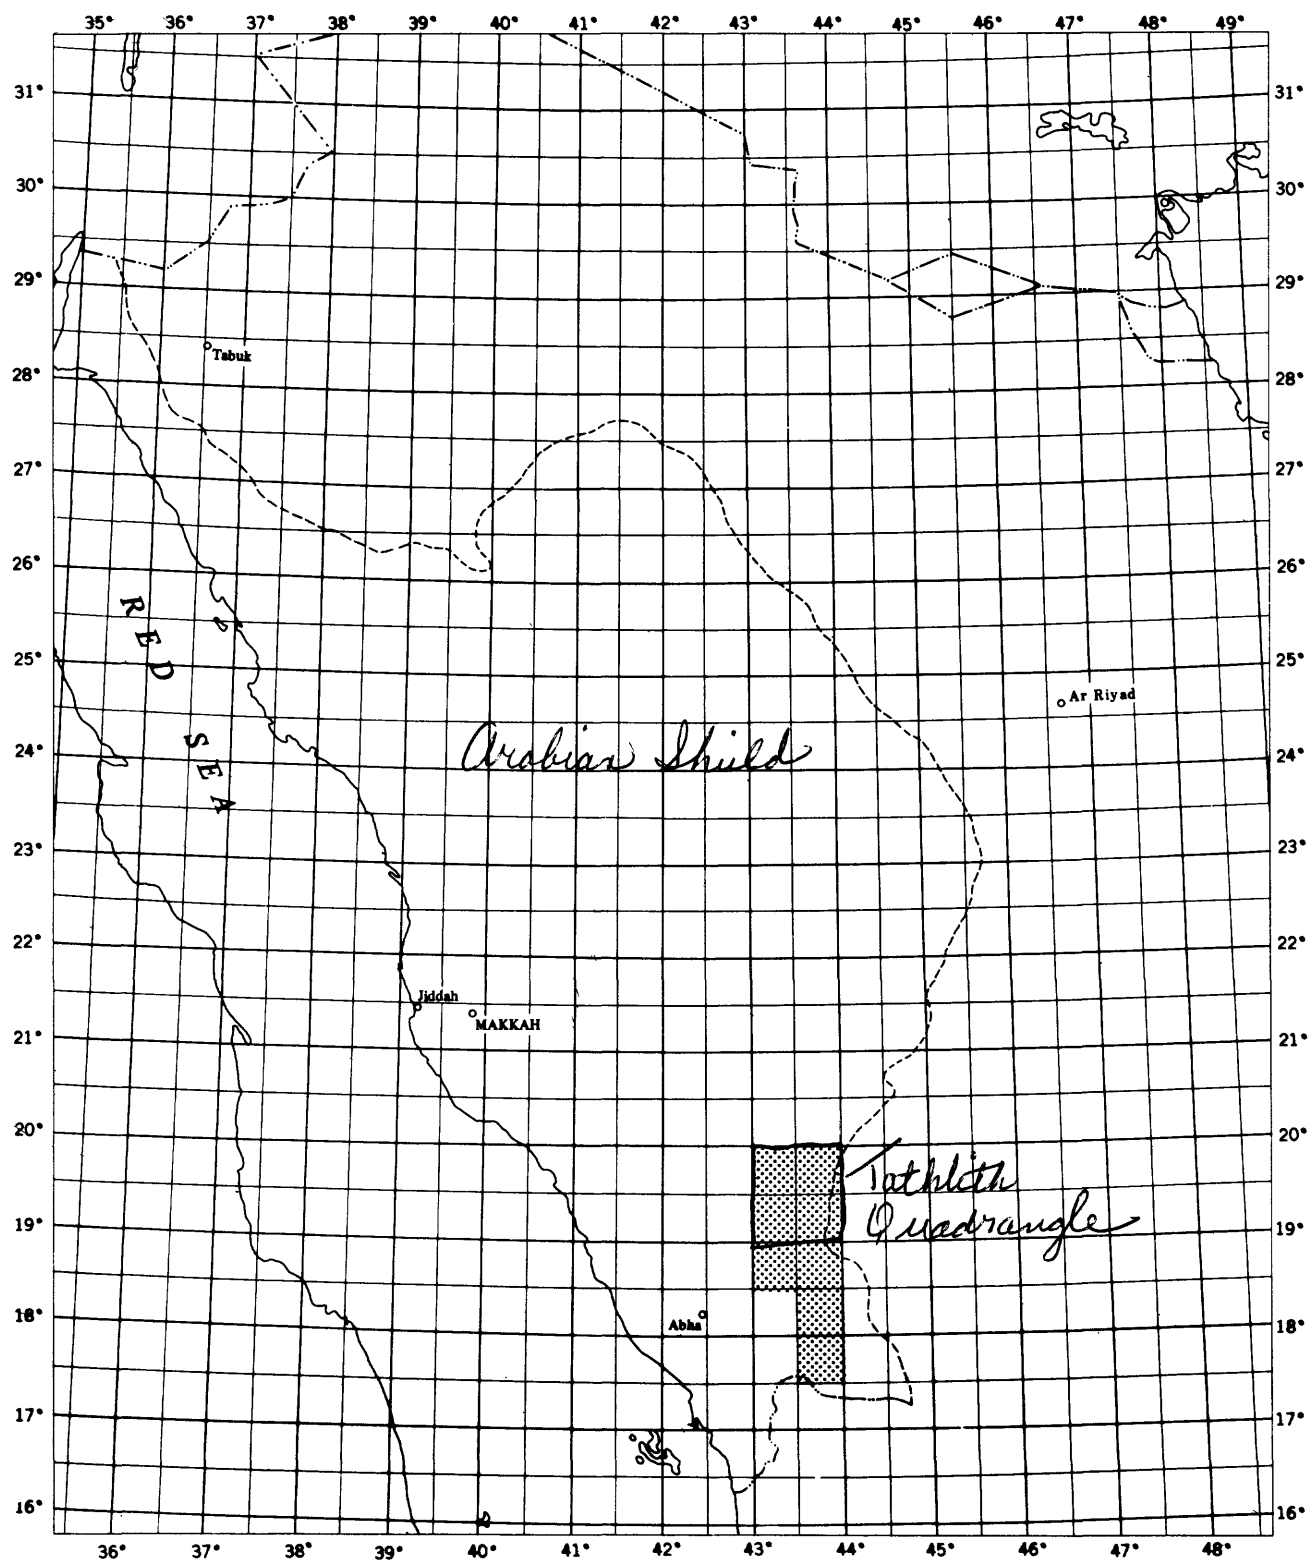 35° 36° 37° 38° 39° 40° 41° 42° 43° 44° 45° 46° 47° 48° 49°
31° 31°
30° 30°
29° 29°
Tabuk
28° 28°
27° 27°
26° 26°
RED
25° 25°
Ar Riyad
SEA
Arabian Shield
24° 24°
23° 23°
22° 22°
Jiddah
MAKKAH
21° 21°
20° 20°
Tathlith
Quadrangle
19° 19°
Abha
18° 18°
17° 17°
16° 16°
36° 37° 38° 39° 40° 41° 42° 43° 44° 45° 46° 47° 48°